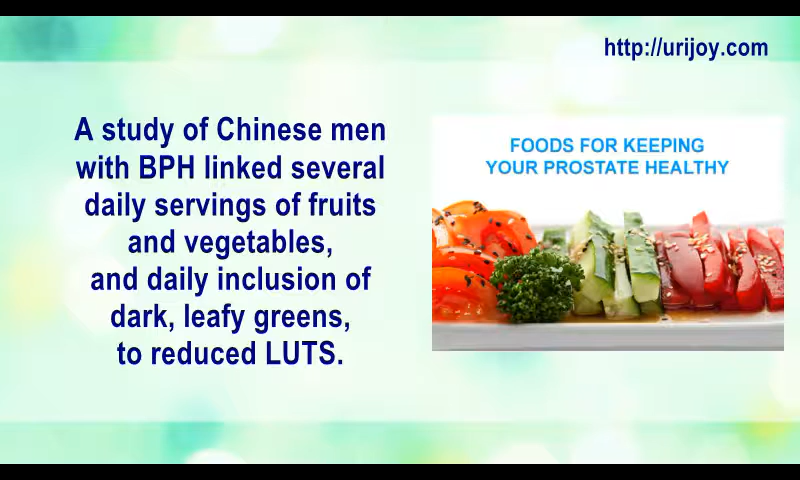 http://urijoy.com
A study of Chinese men
with BPH linked several
daily servings of fruits
and vegetables,
and daily inclusion of
dark, leafy greens,
to reduced LUTS.
FOODS FOR KEEPING
YOUR PROSTATE HEALTHY